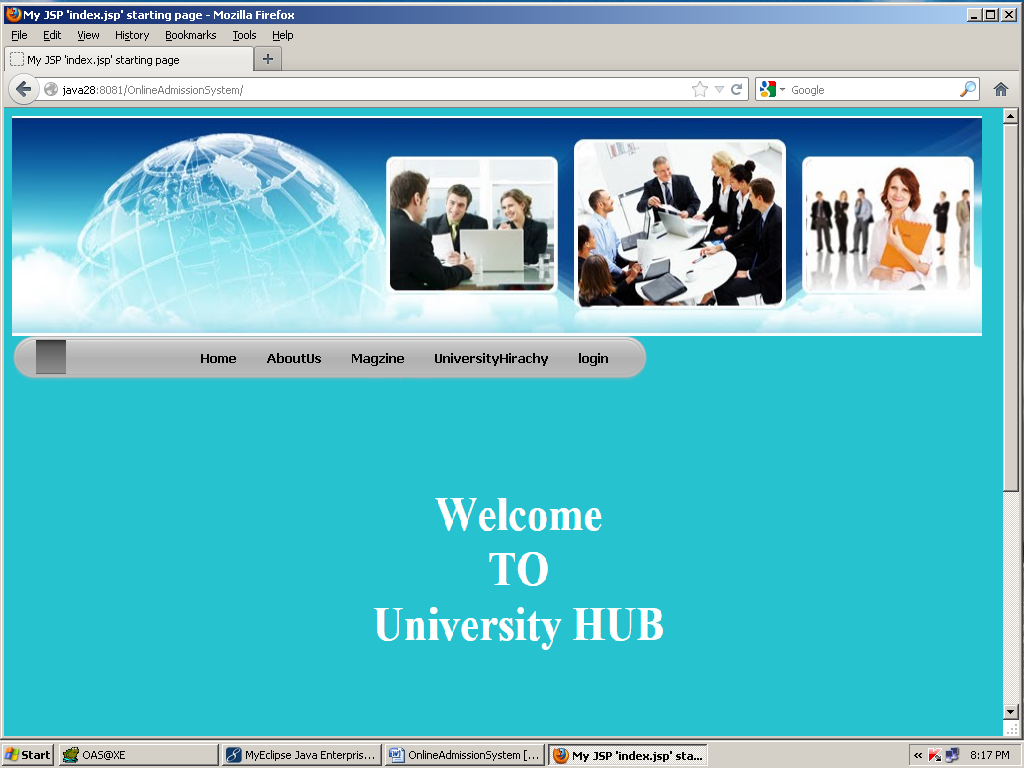 My JSP 'index.jsp' starting page - Mozilla Firefox
File Edit View History Bookmarks Tools Help
My JSP 'index.jsp' starting page
java28:8081/OnlineAdmissionSystem/
Google
Home AboutUs Magzine UniversityHirachy login
Welcome
TO
University HUB
Start OAS@XE MyEclipse Java Enterpris... OnlineAdmissionSystem [... My JSP 'index.jsp' sta... « 8:17 PM